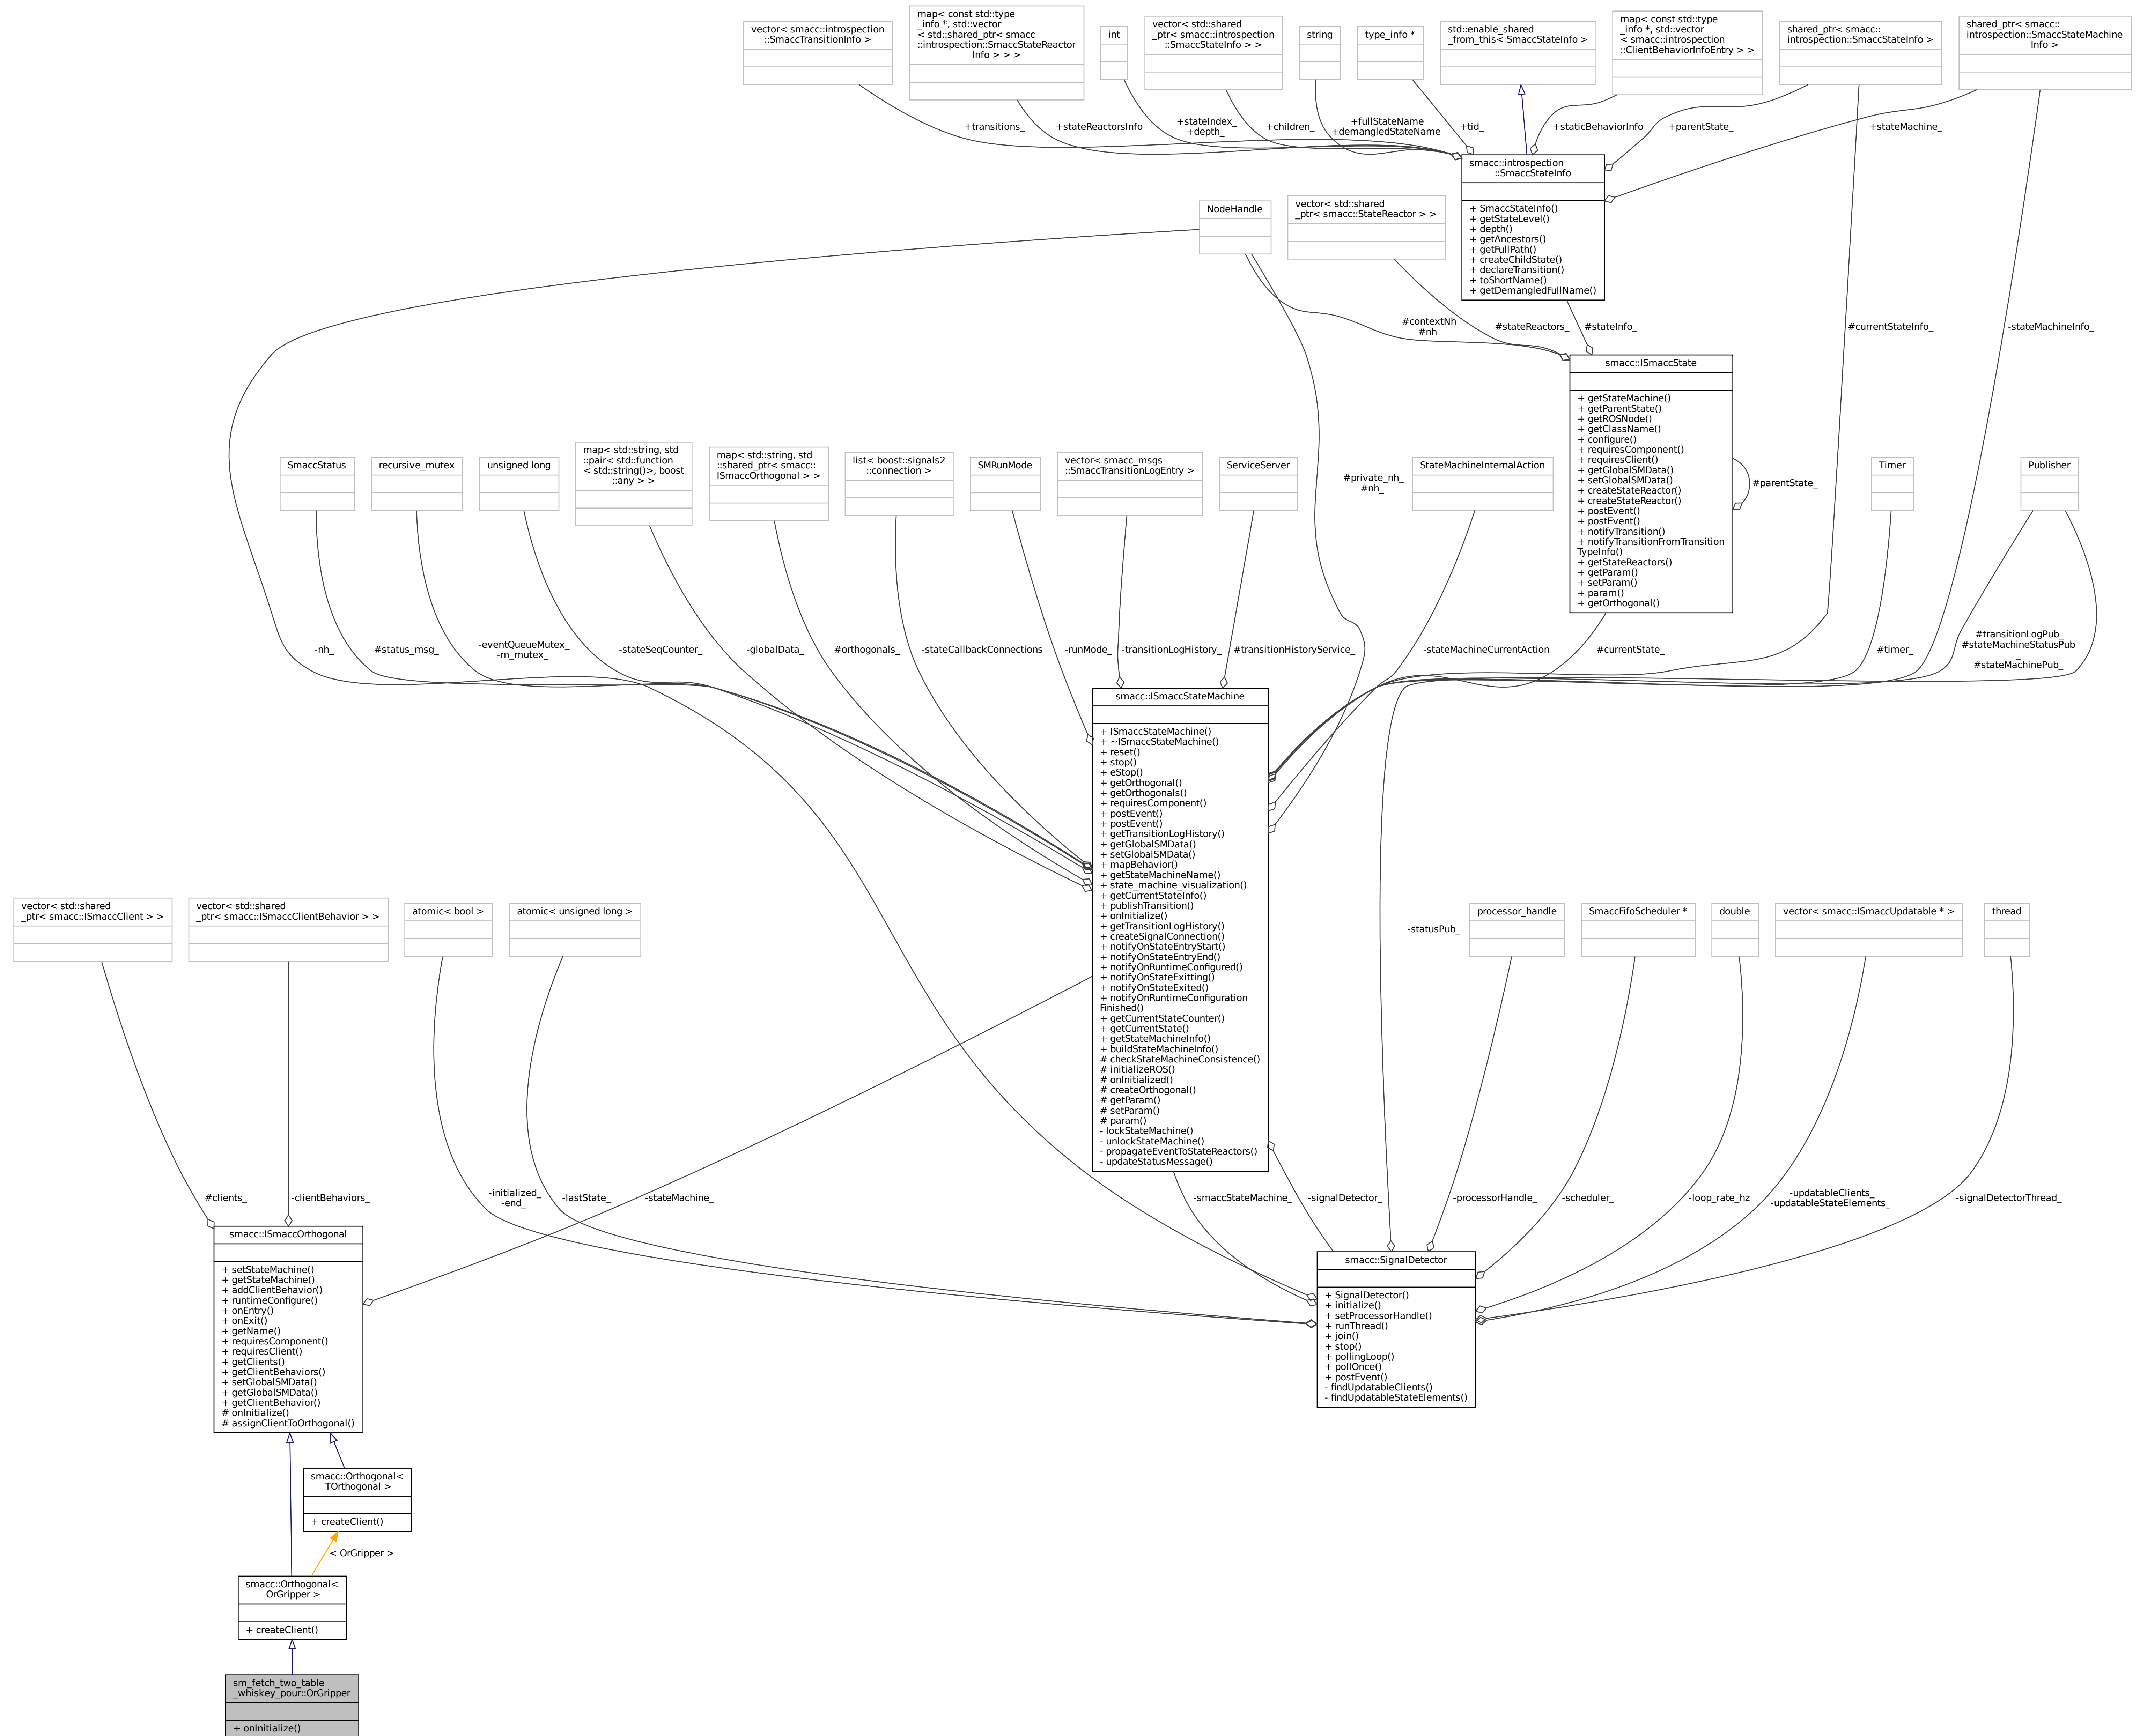 vector< smacc::introspection
::SmaccTransitionInfo >
map< const std::type
_info *, std::vector
< std::shared_ptr< smacc
::introspection::SmaccStateReactor
Info > > >
int
vector< std::shared
_ptr< smacc::introspection
::SmaccStateInfo > >
string
type_info *
std::enable_shared
_from_this< SmaccStateInfo >
map< const std::type
_info *, std::vector
< smacc::introspection
::ClientBehaviorInfoEntry > >
shared_ptr< smacc::
introspection::SmaccStateInfo >
shared_ptr< smacc::
introspection::SmaccStateMachine
Info >
+transitions_
+stateReactorsInfo
+stateIndex_
+depth_
+children_
+fullStateName
+demangledStateName
+tid_
+staticBehaviorInfo
+parentState_
+stateMachine_
smacc::introspection
::SmaccStateInfo
+ SmaccStateInfo()
+ getStateLevel()
+ depth()
+ getAncestors()
+ getFullPath()
+ createChildState()
+ declareTransition()
+ toShortName()
+ getDemangledFullName()
NodeHandle
vector< std::shared
_ptr< smacc::StateReactor > >
#contextNh
#nh
#stateReactors_
#stateInfo_
#currentStateInfo_
-stateMachineInfo_
smacc::ISmaccState
+ getStateMachine()
+ getParentState()
+ getROSNode()
+ getClassName()
+ configure()
+ requiresComponent()
+ requiresClient()
+ getGlobalSMData()
+ setGlobalSMData()
+ createStateReactor()
+ createStateReactor()
+ postEvent()
+ postEvent()
+ notifyTransition()
+ notifyTransitionFromTransition
TypeInfo()
+ getStateReactors()
+ getParam()
+ setParam()
+ param()
+ getOrthogonal()
#parentState_
SmaccStatus
recursive_mutex
unsigned long
map< std::string, std
::pair< std::function
< std::string()>, boost
::any > >
map< std::string, std
::shared_ptr< smacc::
ISmaccOrthogonal > >
list< boost::signals2
::connection >
SMRunMode
vector< smacc_msgs
::SmaccTransitionLogEntry >
ServiceServer
#private_nh_
#nh_
StateMachineInternalAction
Timer
Publisher
-nh_
#status_msg_
-eventQueueMutex_
-m_mutex_
-stateSeqCounter_
-globalData_
#orthogonals_
-stateCallbackConnections
-runMode_
-transitionLogHistory_
#transitionHistoryService_
-stateMachineCurrentAction
#currentState_
#timer_
#transitionLogPub_
#stateMachineStatusPub
_
#stateMachinePub_
smacc::ISmaccStateMachine
+ ISmaccStateMachine()
+ ~ISmaccStateMachine()
+ reset()
+ stop()
+ eStop()
+ getOrthogonal()
+ getOrthogonals()
+ requiresComponent()
+ postEvent()
+ postEvent()
+ getTransitionLogHistory()
+ getGlobalSMData()
+ setGlobalSMData()
+ mapBehavior()
+ getStateMachineName()
+ state_machine_visualization()
+ getCurrentStateInfo()
+ publishTransition()
+ onInitialize()
+ getTransitionLogHistory()
+ createSignalConnection()
+ notifyOnStateEntryStart()
+ notifyOnStateEntryEnd()
+ notifyOnRuntimeConfigured()
+ notifyOnStateExitting()
+ notifyOnStateExited()
+ notifyOnRuntimeConfiguration
Finished()
+ getCurrentStateCounter()
+ getCurrentState()
+ getStateMachineInfo()
+ buildStateMachineInfo()
# checkStateMachineConsistence()
# initializeROS()
# onInitialized()
# createOrthogonal()
# getParam()
# setParam()
# param()
- lockStateMachine()
- unlockStateMachine()
- propagateEventToStateReactors()
- updateStatusMessage()
vector< std::shared
_ptr< smacc::ISmaccClient > >
vector< std::shared
_ptr< smacc::ISmaccClientBehavior > >
atomic< bool >
atomic< unsigned long >
-statusPub_
processor_handle
SmaccFifoScheduler *
double
vector< smacc::ISmaccUpdatable * >
thread
#clients_
-clientBehaviors_
-initialized_
-end_
-lastState_
-stateMachine_
-smaccStateMachine_
-signalDetector_
-processorHandle_
-scheduler_
-loop_rate_hz
-updatableClients_
-updatableStateElements_
-signalDetectorThread_
smacc::ISmaccOrthogonal
+ setStateMachine()
+ getStateMachine()
+ addClientBehavior()
+ runtimeConfigure()
+ onEntry()
+ onExit()
+ getName()
+ requiresComponent()
+ requiresClient()
+ getClients()
+ getClientBehaviors()
+ setGlobalSMData()
+ getGlobalSMData()
+ getClientBehavior()
# onInitialize()
# assignClientToOrthogonal()
smacc::SignalDetector
+ SignalDetector()
+ initialize()
+ setProcessorHandle()
+ runThread()
+ join()
+ stop()
+ pollingLoop()
+ pollOnce()
+ postEvent()
- findUpdatableClients()
- findUpdatableStateElements()
smacc::Orthogonal<
TOrthogonal >
+ createClient()
< OrGripper >
smacc::Orthogonal<
OrGripper >
+ createClient()
sm_fetch_two_table
_whiskey_pour::OrGripper
+ onInitialize()